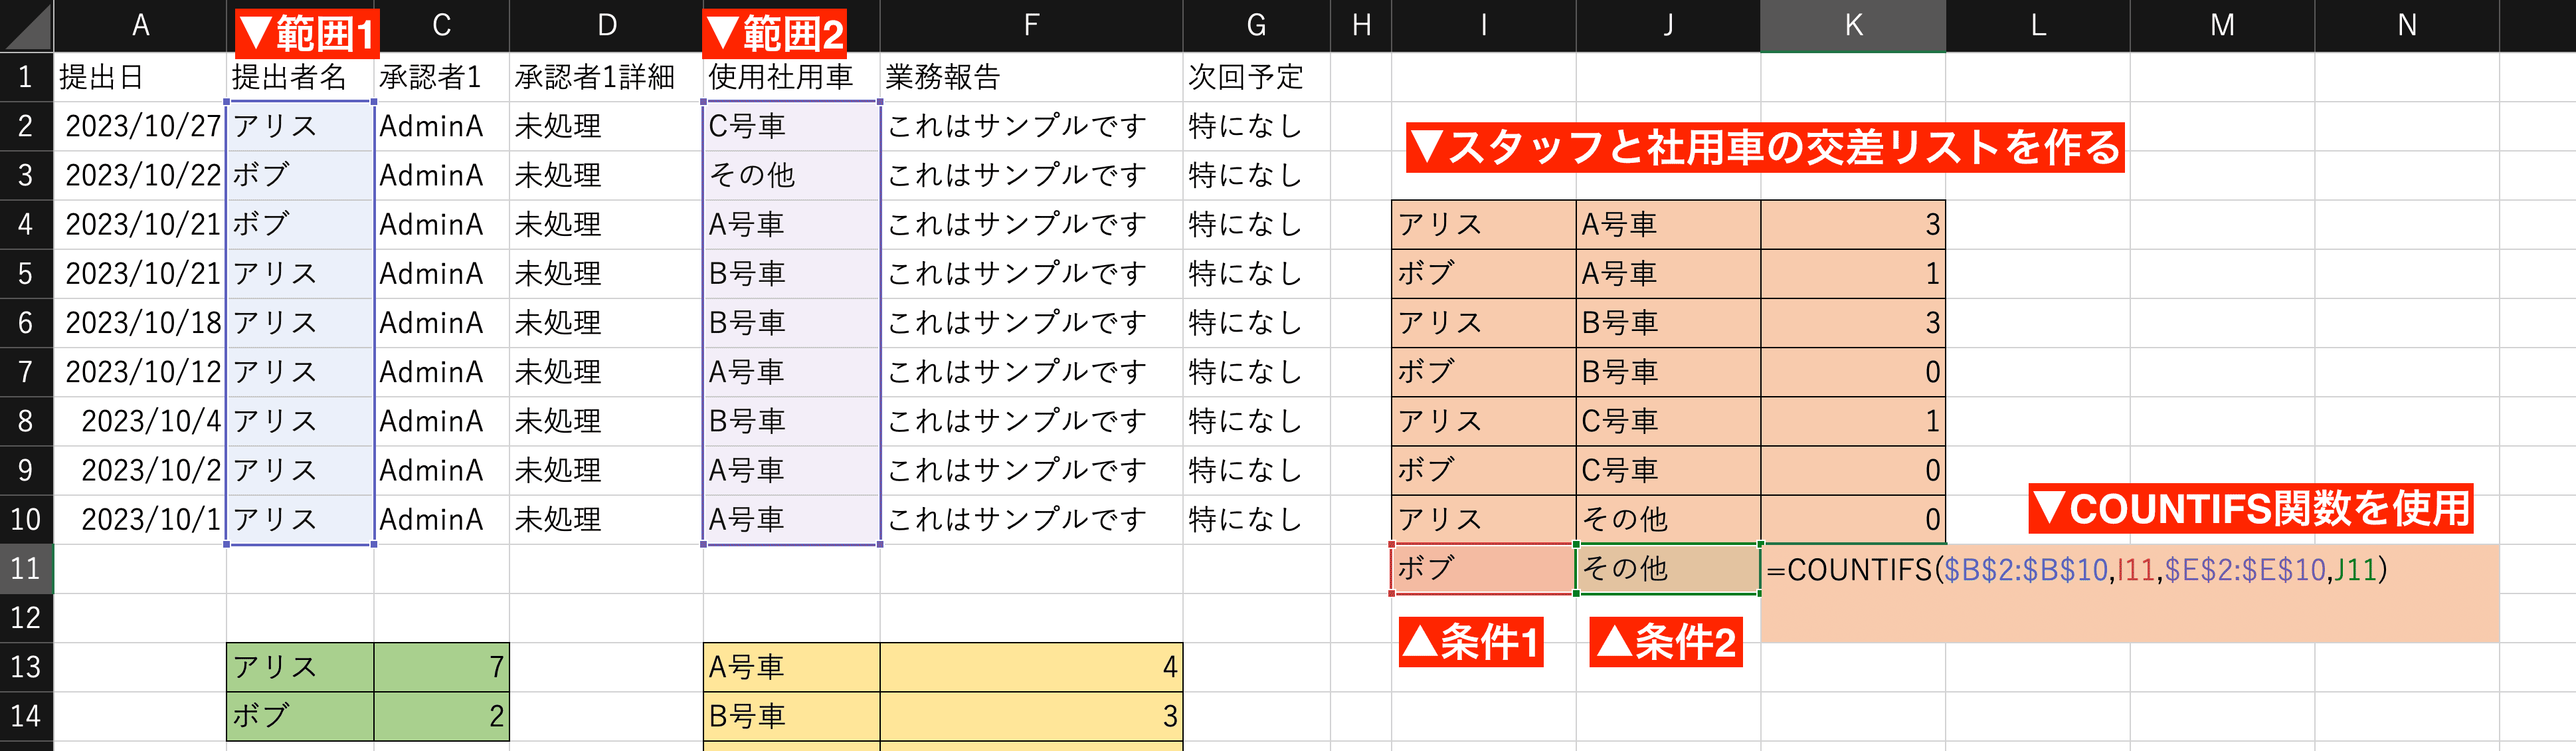 A ▼範囲1 C D ▼範囲2 F G H I J K L M N
1 提出日 提出者名 承認者1 承認者1詳細 使用社用車 業務報告 次回予定
2 2023/10/27 アリス AdminA 未処理 C号車 これはサンプルです 特になし
▼スタッフと社用車の交差リストを作る
3 2023/10/22 ボブ AdminA 未処理 その他 これはサンプルです 特になし
4 2023/10/21 ボブ AdminA 未処理 A号車 これはサンプルです 特になし アリス A号車 3
5 2023/10/21 アリス AdminA 未処理 B号車 これはサンプルです 特になし ボブ A号車 1
6 2023/10/18 アリス AdminA 未処理 B号車 これはサンプルです 特になし アリス B号車 3
7 2023/10/12 アリス AdminA 未処理 A号車 これはサンプルです 特になし ボブ B号車 0
8 2023/10/4 アリス AdminA 未処理 B号車 これはサンプルです 特になし アリス C号車 1
9 2023/10/2 アリス AdminA 未処理 A号車 これはサンプルです 特になし ボブ C号車 0
10 2023/10/1 アリス AdminA 未処理 A号車 これはサンプルです 特になし アリス その他 0 ▼COUNTIFS関数を使用
11 ボブ その他 =COUNTIFS($B$2:$B$10,I11,$E$2:$E$10,J11)
12
▲条件1 ▲条件2
13 アリス 7 A号車 4
14 ボブ 2 B号車 3